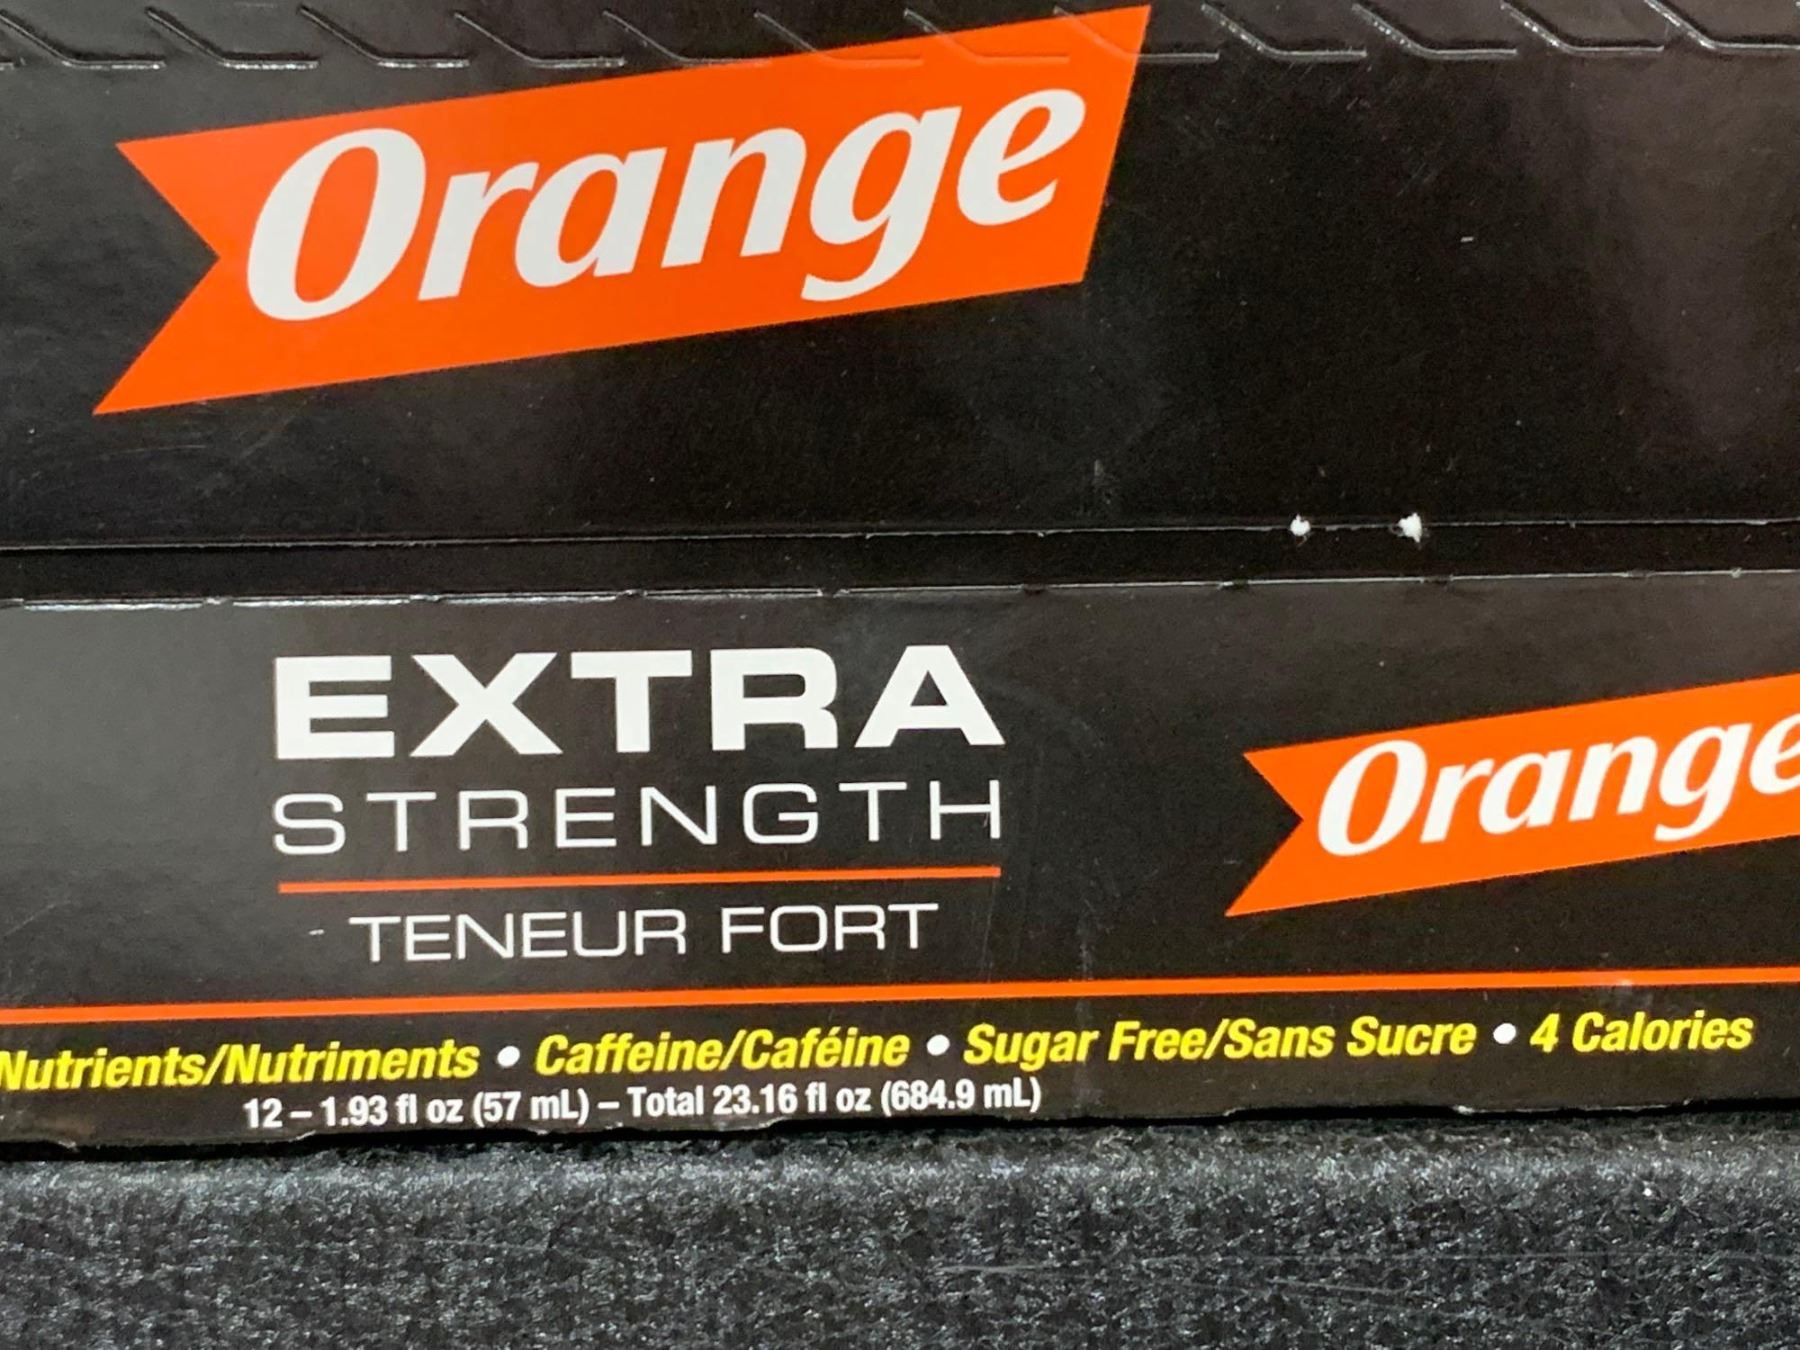 Orange
EXTRA
STRENGTH
TENEUR FORT
Orange
Nutrients/Nutriments • Caffeine/Caféine • Sugar Free/Sans Sucre • 4 Calories
12 – 1.93 fl oz (57 mL) – Total 23.16 fl oz (684.9 mL)